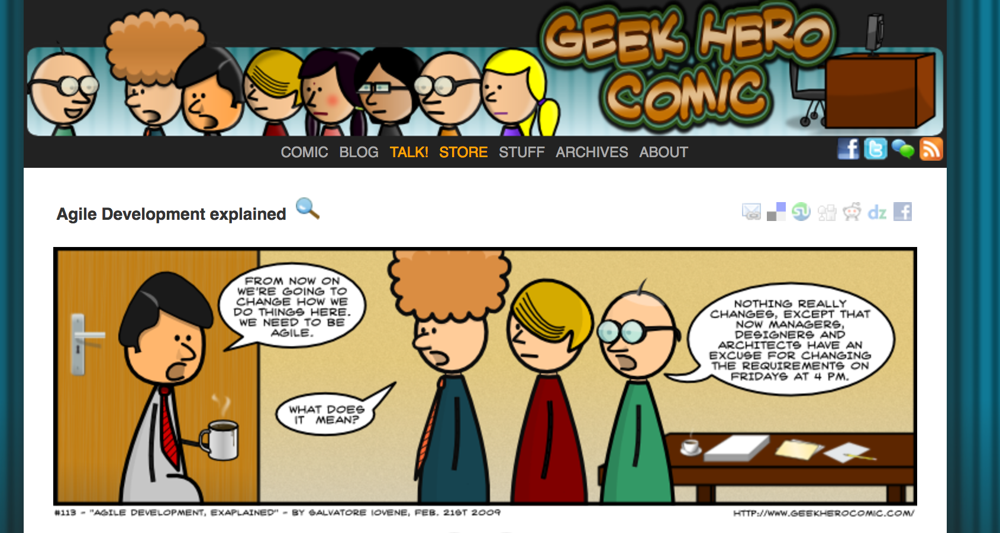 GEEK HERO
COMIC
COMIC BLOG TALK! STORE STUFF ARCHIVES ABOUT
Agile Development explained
dz
FROM NOW ON
WE'RE GOING TO
CHANGE HOW WE
DO THINGS HERE.
WE NEED TO BE
AGILE.
WHAT DOES
IT MEAN?
NOTHING REALLY
CHANGES, EXCEPT THAT
NOW MANAGERS,
DESIGNERS AND
ARCHITECTS HAVE AN
EXCUSE FOR CHANGING
THE REQUIREMENTS ON
FRIDAYS AT 4 PM.
#113 - "AGILE DEVELOPMENT, EXAPLAINED" - BY SALVATORE IOVENE, FEB. 21ST 2009
HTTP://WWW.GEEKHEROCOMIC.COM/